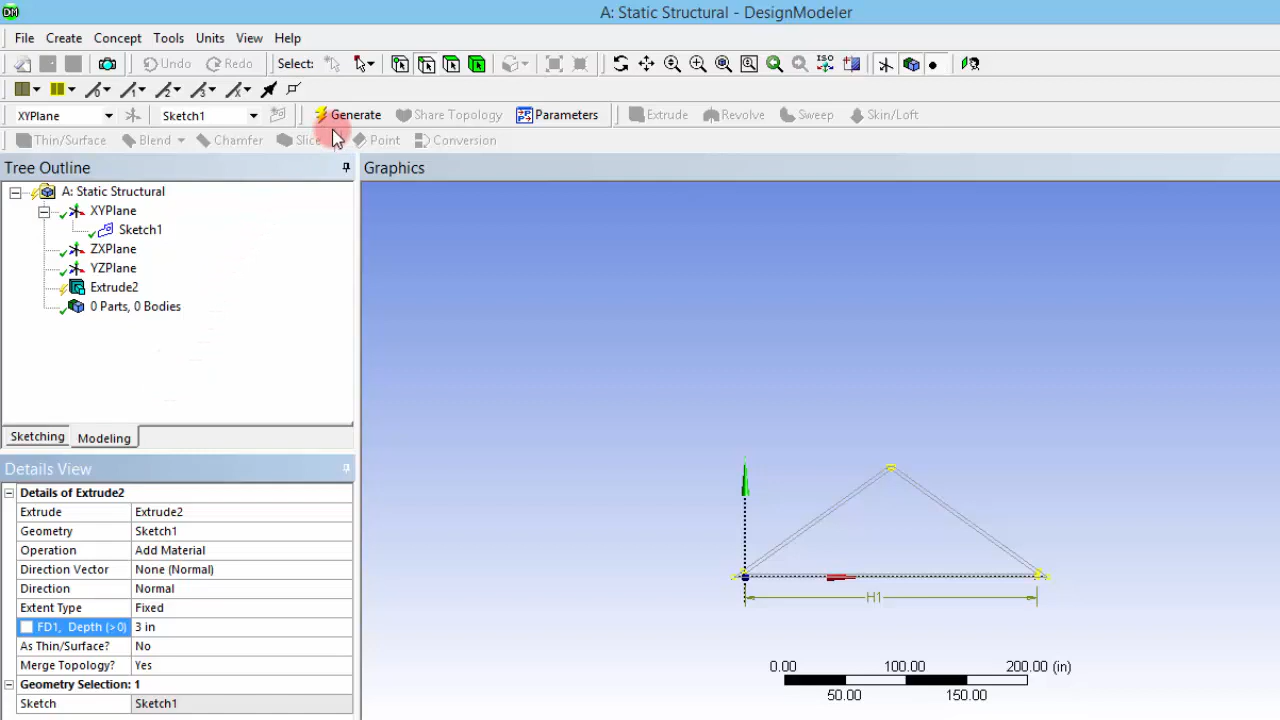 DM
A: Static Structural - DesignModeler
File Create Concept Tools Units View Help
Undo Redo Select: ISO
XYPlane Sketch1 Generate Share Topology Parameters Extrude Revolve Sweep Skin/Loft
Thin/Surface Blend Chamfer Slice Point Conversion
Tree Outline
Graphics
A: Static Structural
XYPlane
Sketch1
ZXPlane
YZPlane
Extrude2
0 Parts, 0 Bodies
Sketching Modeling
Details View
Details of Extrude2
Extrude Extrude2
Geometry Sketch1
Operation Add Material
Direction Vector None (Normal)
Direction Normal
Extent Type Fixed
FD1, Depth (>0) 3 in
As Thin/Surface? No
Merge Topology? Yes
Geometry Selection: 1
Sketch Sketch1
H1
0.00 100.00 200.00 (in)
50.00 150.00